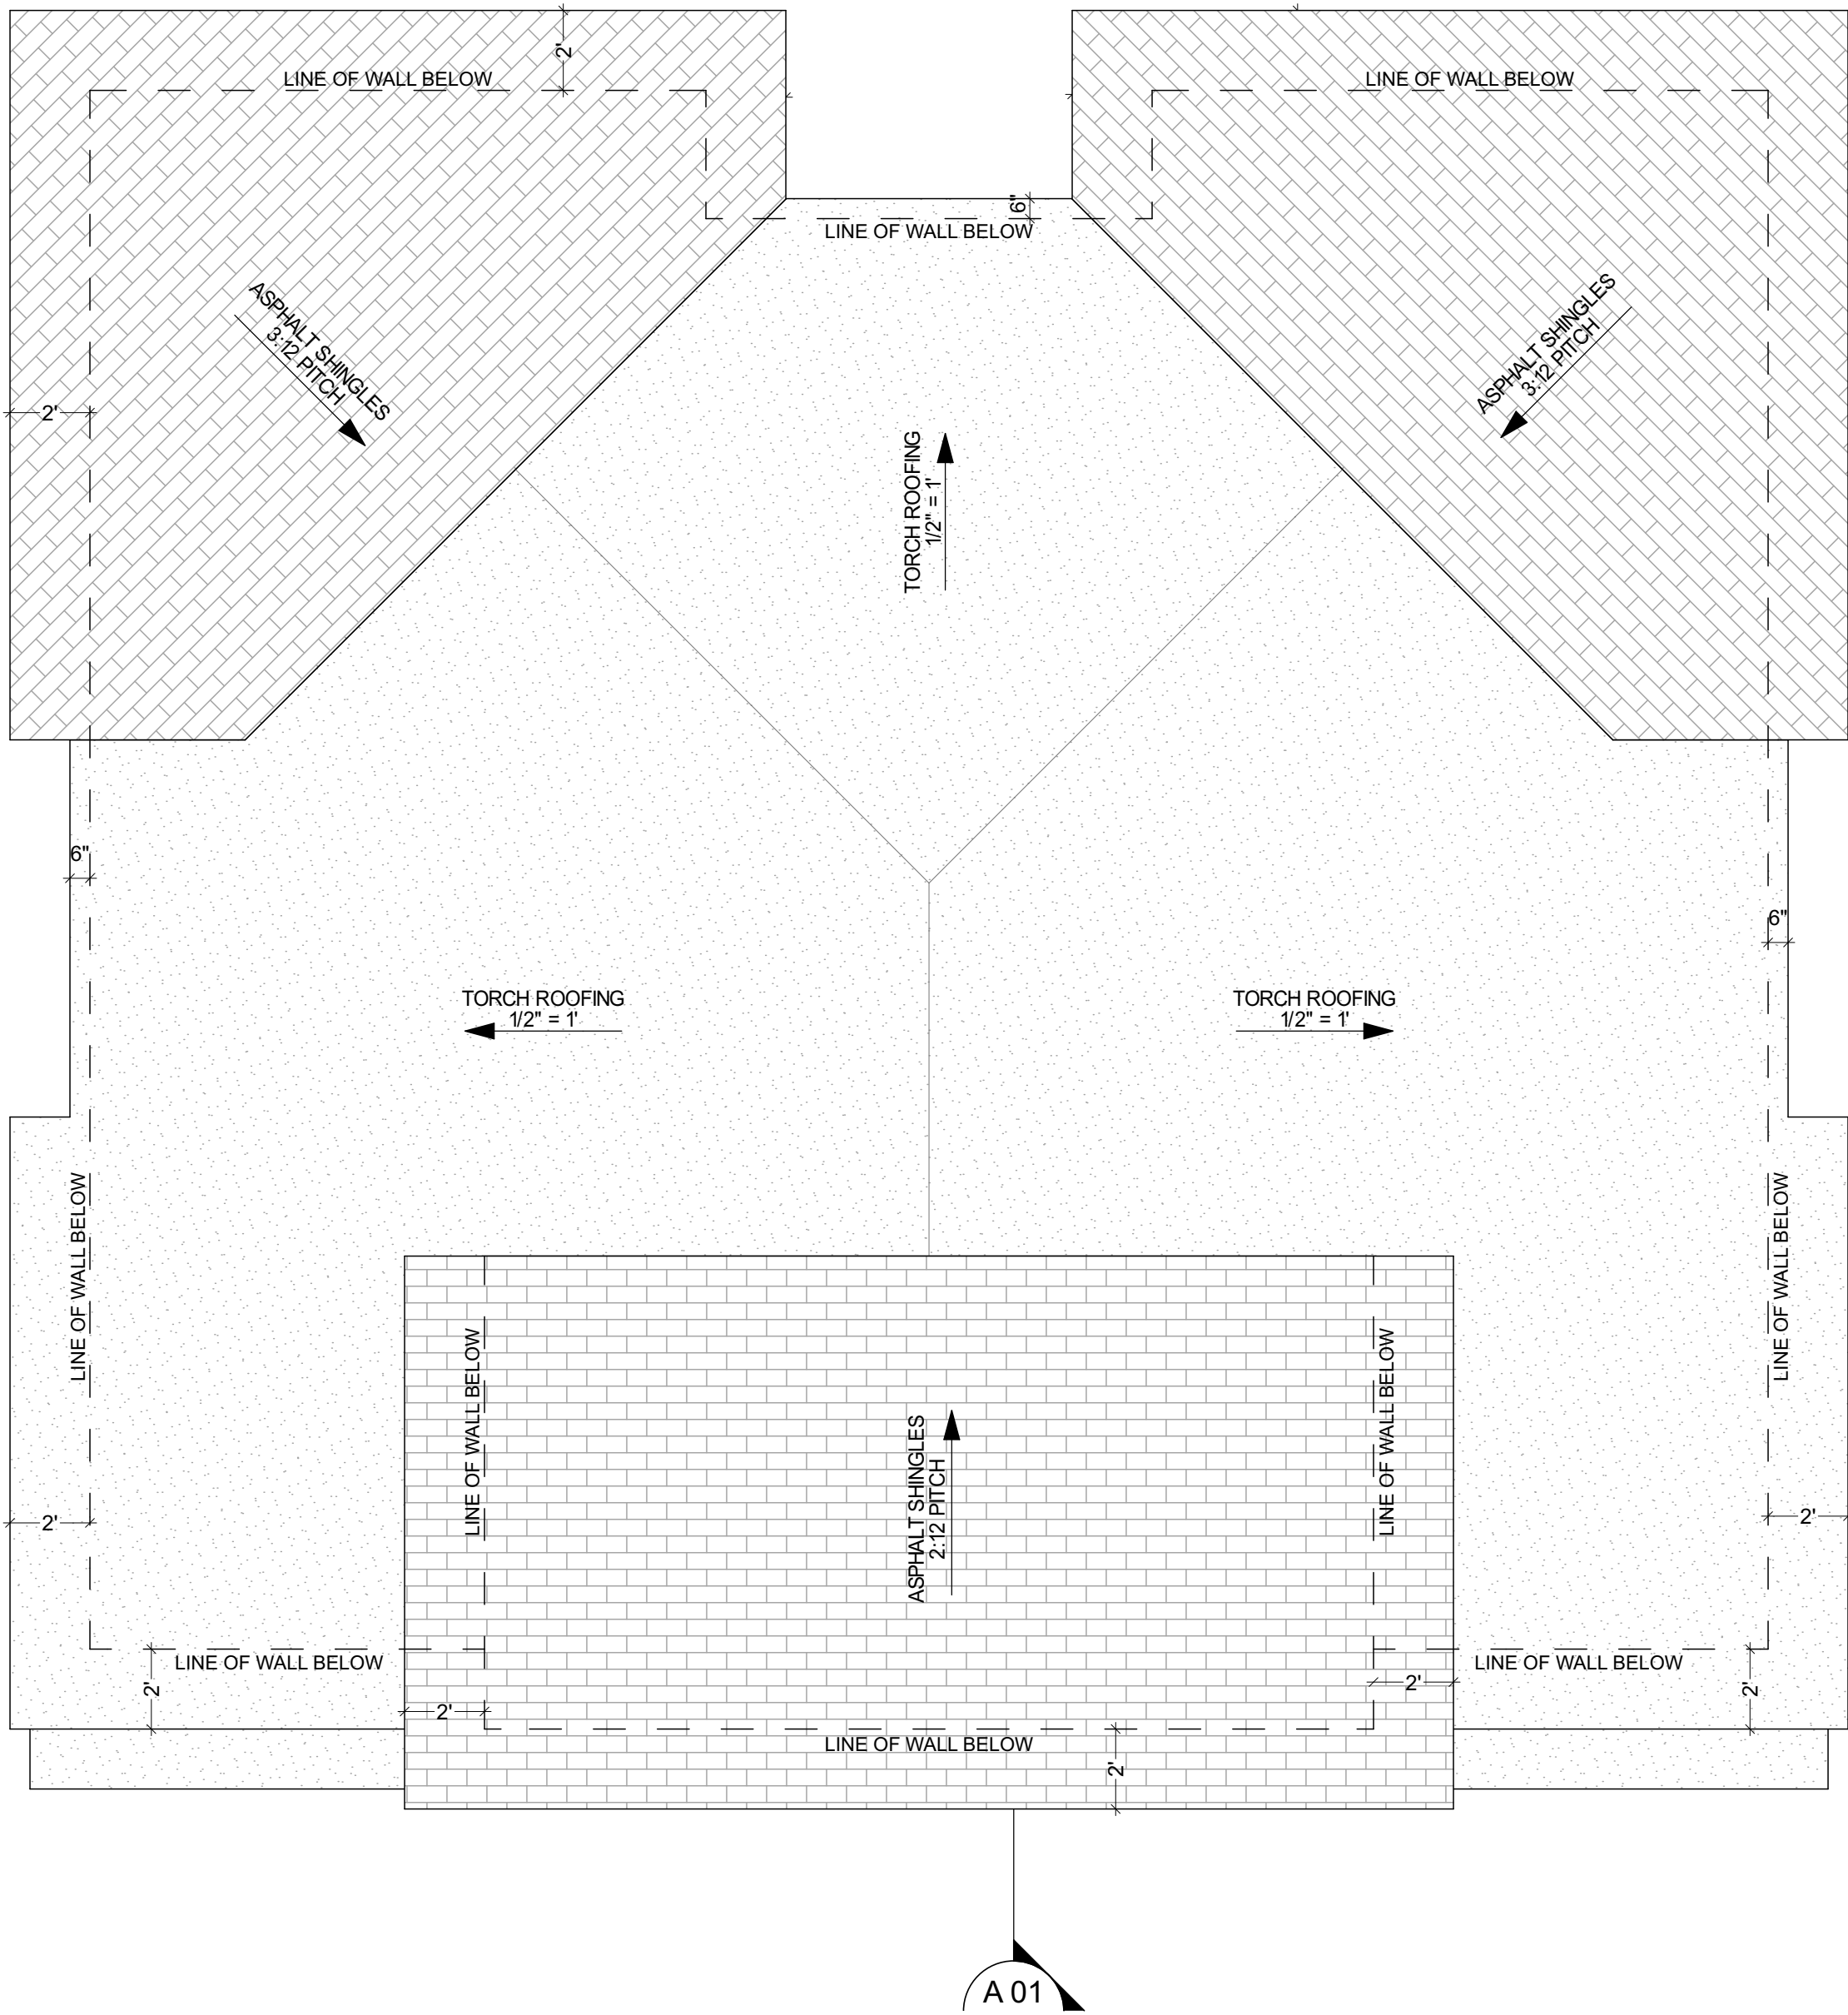 2'
LINE OF WALL BELOW
LINE OF WALL BELOW
6"
LINE OF WALL BELOW
ASPHALT SHINGLES
3:12 PITCH
ASPHALT SHINGLES
3:12 PITCH
2'
TORCH ROOFING
1/2" = 1'
6"
6"
TORCH ROOFING
1/2" = 1'
TORCH ROOFING
1/2" = 1'
LINE OF WALL BELOW
LINE OF WALL BELOW
LINE OF WALL BELOW
LINE OF WALL BELOW
ASPHALT SHINGLES
2:12 PITCH
2'
2'
LINE OF WALL BELOW
LINE OF WALL BELOW
2'
2'
2'
2'
LINE OF WALL BELOW
2'
A 01